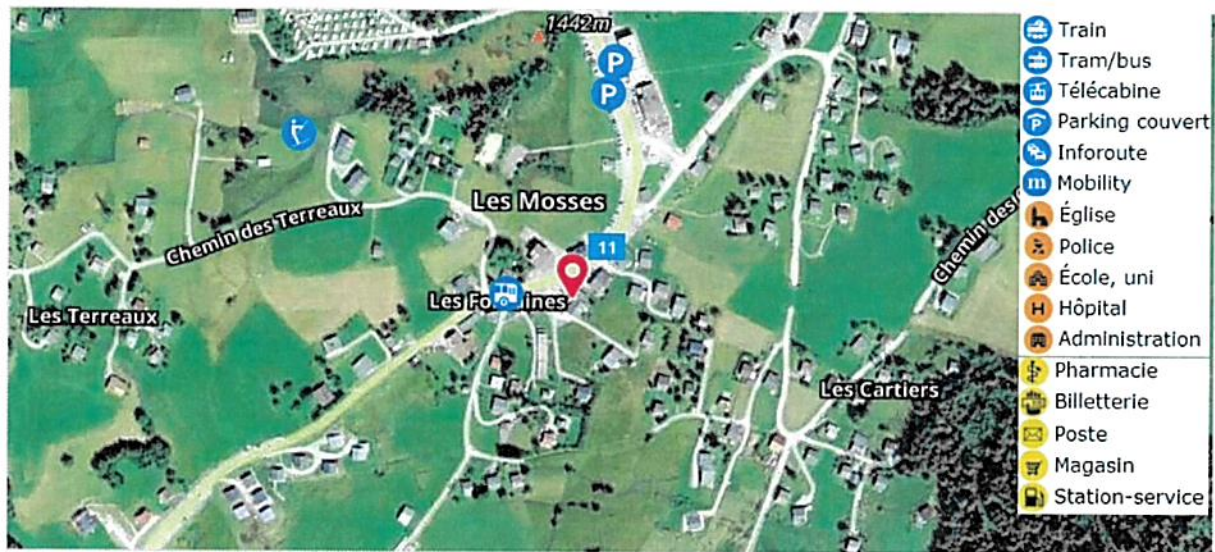 1442m
P
P
Les Mosses
11
Chemin des Terreaux
Les Terreaux
Les Cartiers
Train
Tram/bus
Télécabine
P Parking couvert
Inforoute
m Mobility
Église
Police
École, uni
H Hôpital
Administration
Pharmacie
Billetterie
Poste
Magasin
Station-service